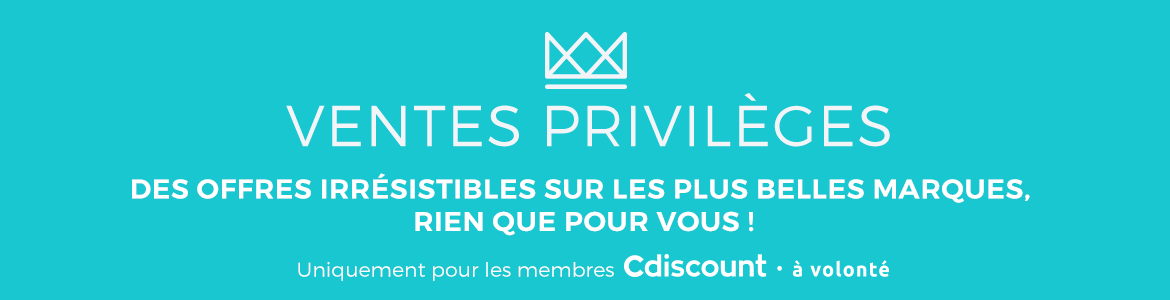 VENTES PRIVILÈGES
DES OFFRES IRRÉSISTIBLES SUR LES PLUS BELLES MARQUES,
RIEN QUE POUR VOUS !
Uniquement pour les membres Cdiscount • à volonté